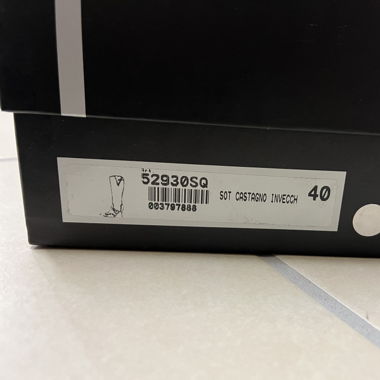 52930SQ
SOT CASTAGNO INVECCH 40
003797888